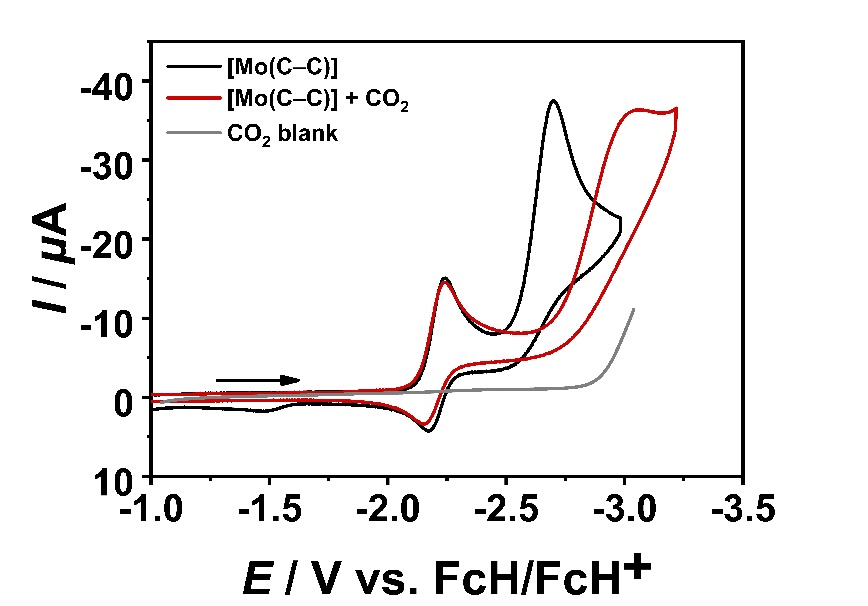 [Mo(C–C)]
[Mo(C–C)] + CO₂
CO₂ blank
-40
-30
-20
-10
0
10
I / μA
-1.0 -1.5 -2.0 -2.5 -3.0 -3.5
E / V vs. FcH/FcH⁺